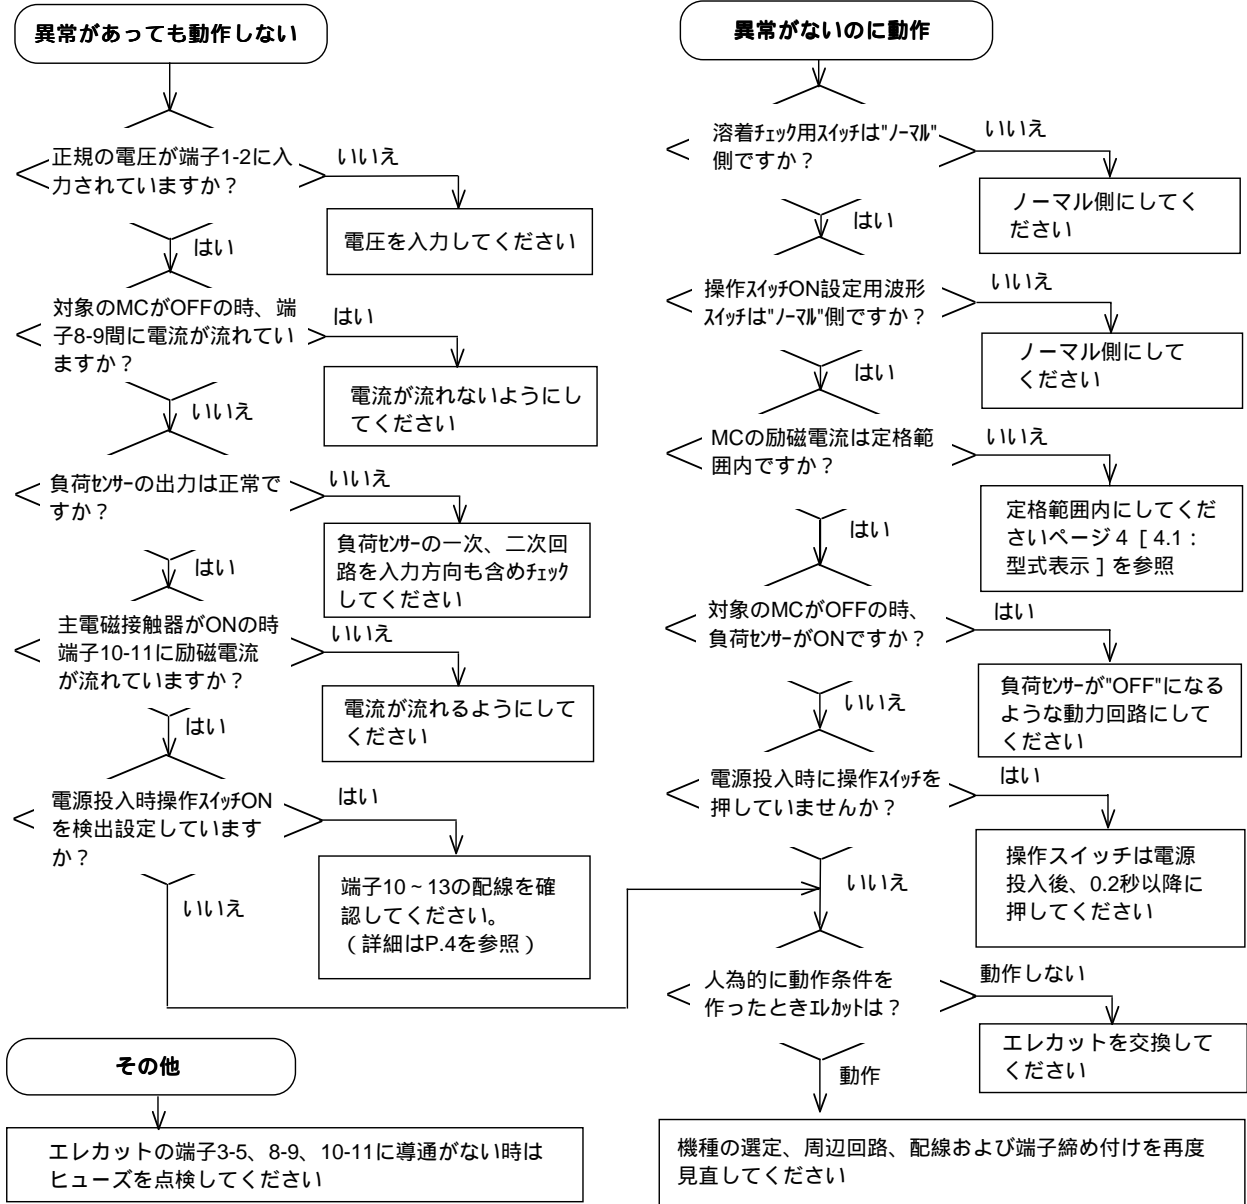 異常があっても動作しない
正規の電圧が端子1-2に入
力されていますか？
いいえ
電圧を入力してください
はい
対象のMCがOFFの時、端
子8-9間に電流が流れてい
ますか？
はい
電流が流れないようにし
てください
いいえ
負荷ｾﾝｻｰの出力は正常で
すか？
いいえ
負荷ｾﾝｻｰの一次、二次回
路を入力方向も含めﾁｪｯｸ
してください
はい
主電磁接触器がONの時
端子10-11に励磁電流
が流れていますか？
いいえ
電流が流れるようにして
ください
はい
電源投入時操作ｽｲｯﾁON
を検出設定しています
か？
はい
端子10～13の配線を確
認してください。
（詳細はP.4を参照）
いいえ
その他
エレカットの端子3-5、8-9、10-11に導通がない時は
ヒューズを点検してください
異常がないのに動作
溶着ﾁｪｯｸ用ｽｲｯﾁは"ﾉｰﾏﾙ"
側ですか？
いいえ
ノーマル側にしてく
ださい
はい
操作ｽｲｯﾁON設定用波形
ｽｲｯﾁは"ﾉｰﾏﾙ"側ですか？
いいえ
ノーマル側にして
ください
はい
MCの励磁電流は定格範
囲内ですか？
いいえ
定格範囲内にしてくだ
さいページ４［4.1：
型式表示］を参照
はい
対象のMCがOFFの時、
負荷ｾﾝｻｰがONですか？
はい
負荷ｾﾝｻｰが"OFF"になる
ような動力回路にして
ください
いいえ
電源投入時に操作ｽｲｯﾁを
押していませんか？
はい
操作スイッチは電源
投入後、0.2秒以降に
押してください
いいえ
人為的に動作条件を
作ったときｴﾚｶｯﾄは？
動作しない
エレカットを交換して
ください
動作
機種の選定、周辺回路、配線および端子締め付けを再度
見直してください